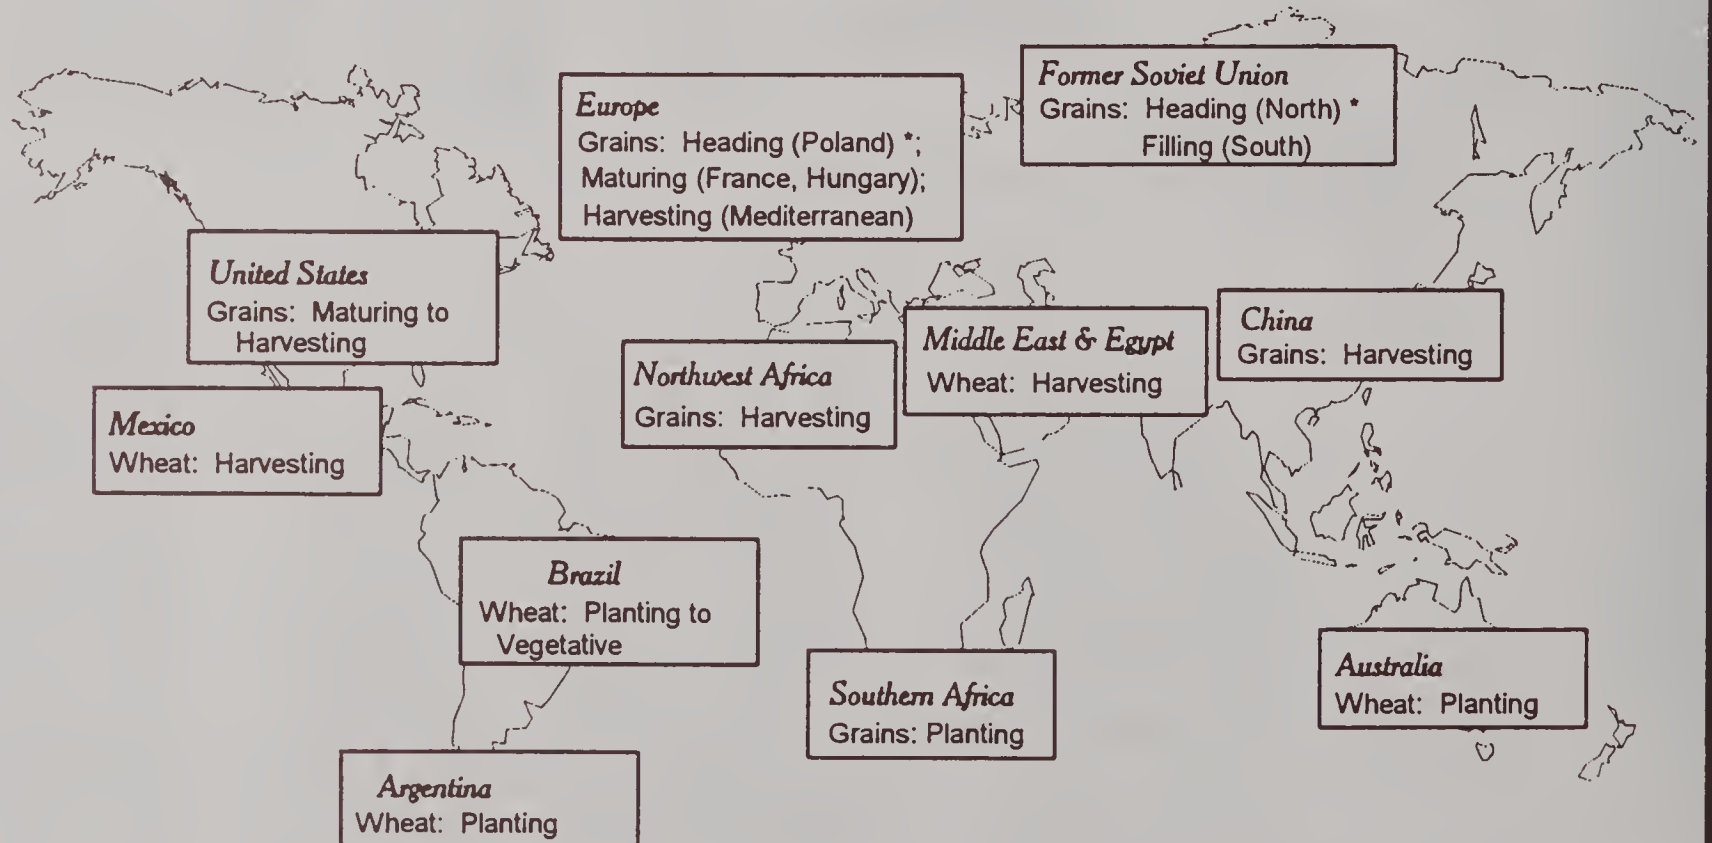 Former Soviet Union
Grains: Heading (North) *
Filling (South)
Europe
Grains: Heading (Poland) *;
Maturing (France, Hungary);
Harvesting (Mediterranean)
United States
Grains: Maturing to
Harvesting
China
Grains: Harvesting
Middle East & Egypt
Wheat: Harvesting
Northwest Africa
Grains: Harvesting
Mexico
Wheat: Harvesting
Brazil
Wheat: Planting to
Vegetative
Southern Africa
Grains: Planting
Australia
Wheat: Planting
Argentina
Wheat: Planting